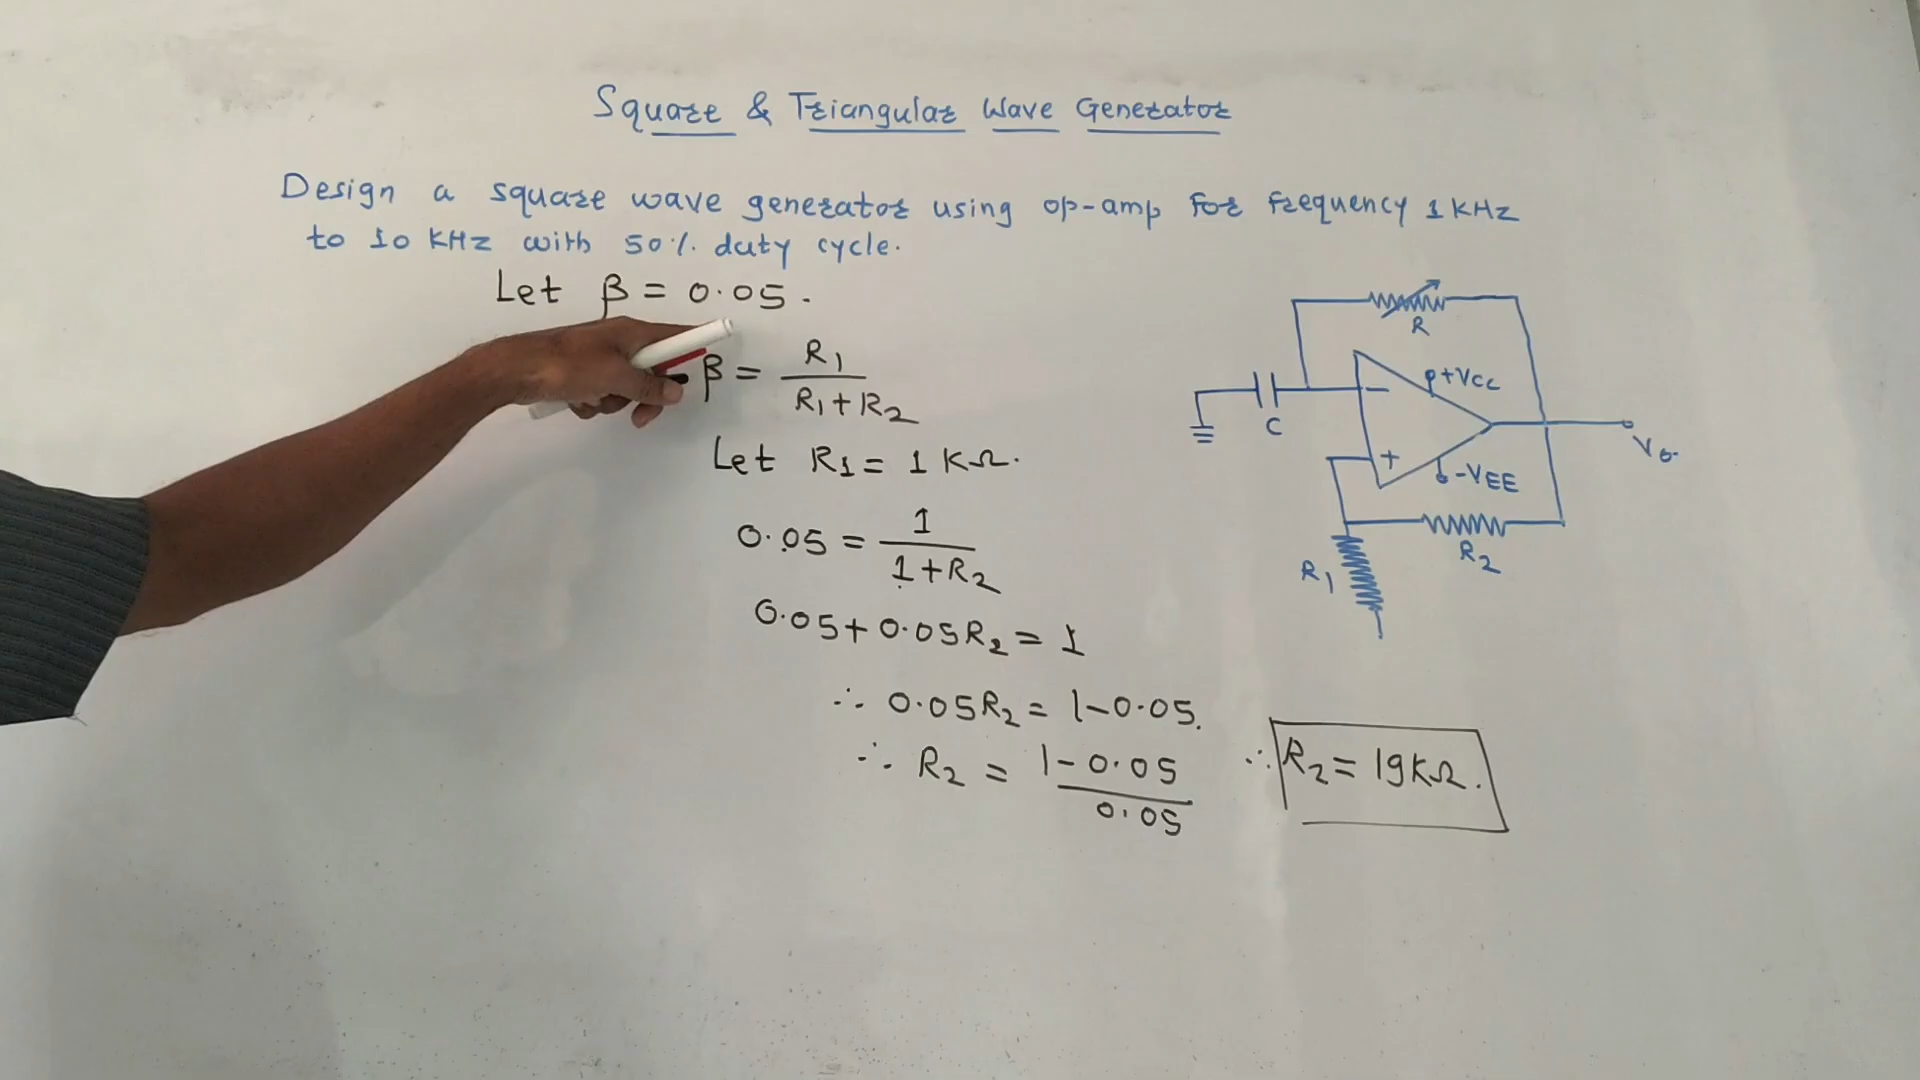 Square & Triangular Wave Generator
Design a square wave generator using op-amp for frequency 1 KHz
to 10 KHz with 50%. duty cycle.
Let β = 0.05.
β = R1 / R1 + R2
Let R1 = 1 KΩ.
0.05 = 1 / 1 + R2
0.05 + 0.05R2 = 1
∴ 0.05R2 = 1 - 0.05.
∴ R2 = 1 - 0.05 / 0.05
∴ R2 = 19KΩ.
R
+VCC
-
C
+
-VEE
Vo.
R2
R1